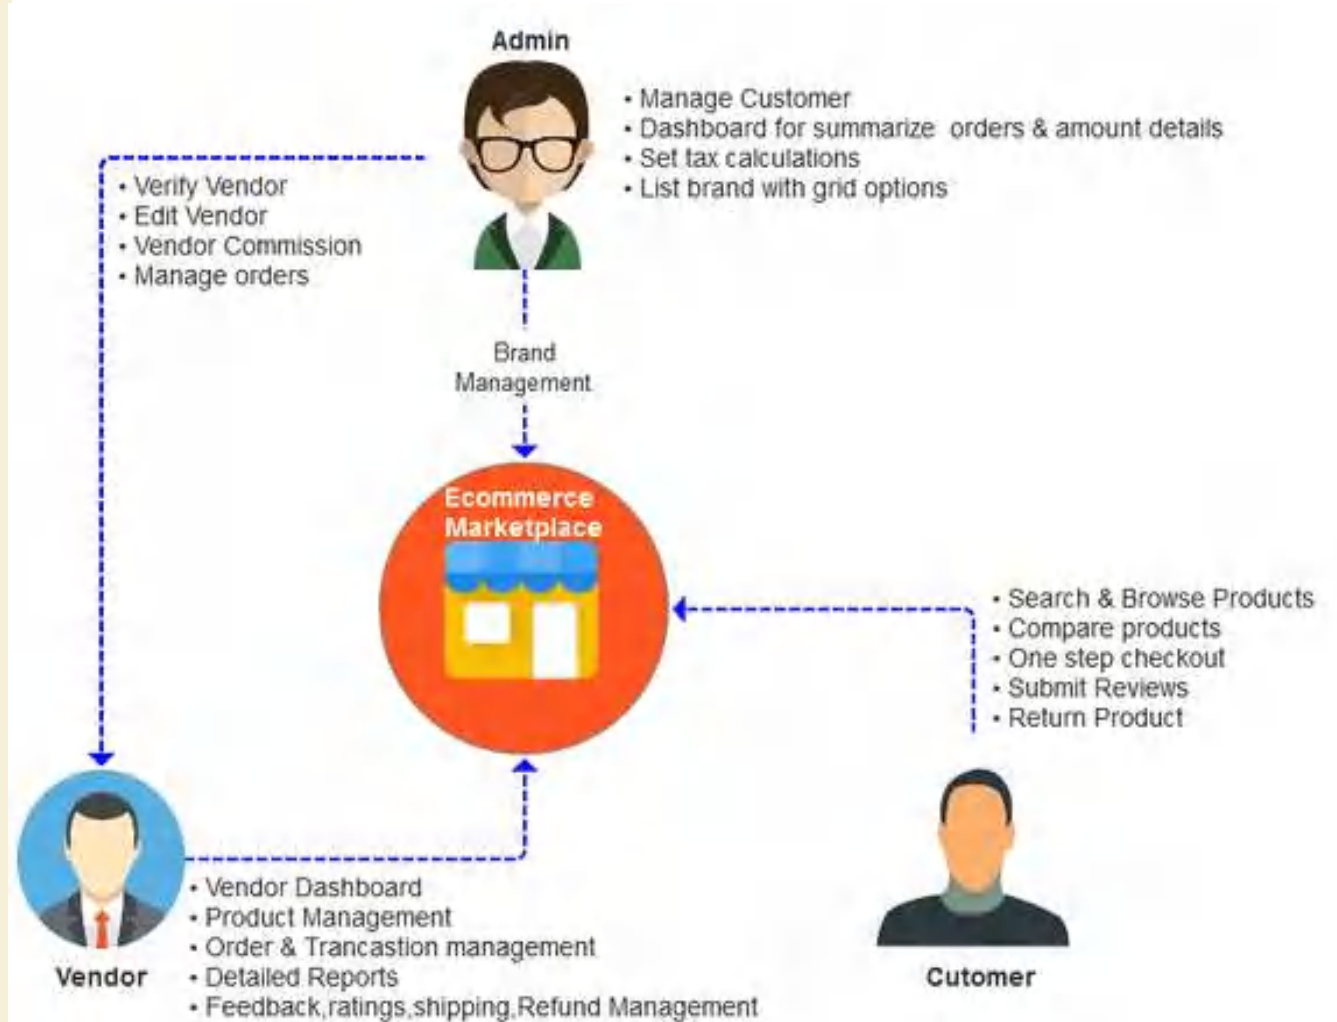 Admin
• Manage Customer
• Dashboard for summarize orders & amount details
• Set tax calculations
• List brand with grid options
• Verify Vendor
• Edit Vendor
• Vendor Commission
• Manage orders
Brand
Management
Ecommerce
Marketplace
• Search & Browse Products
• Compare products
• One step checkout
• Submit Reviews
• Return Product
• Vendor Dashboard
• Product Management
• Order & Trancastion management
• Detailed Reports
• Feedback,ratings,shipping,Refund Management
Vendor
Cutomer